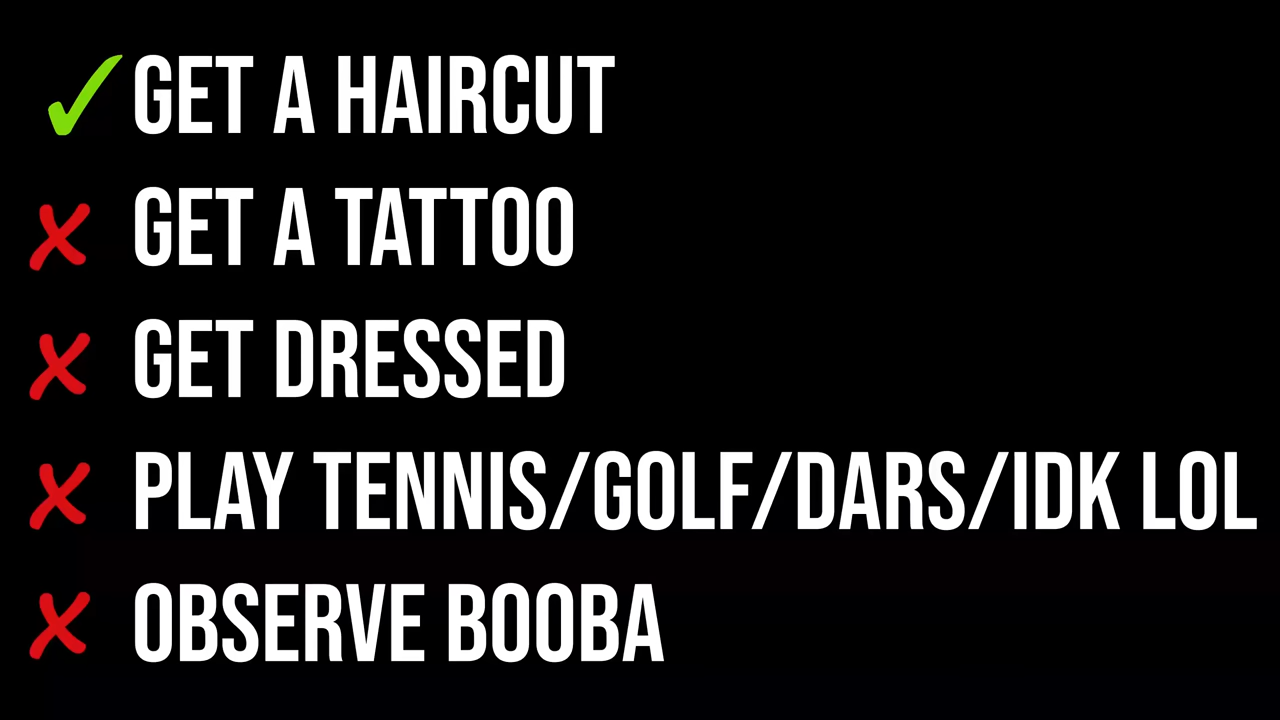 GET A HAIRCUT
GET A TATTOO
GET DRESSED
PLAY TENNIS/GOLF/DARS/IDK LOL
OBSERVE BOOBA